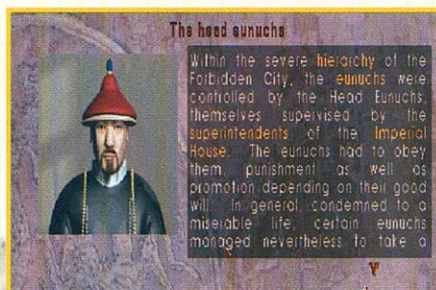 The head eunuchs
Within the severe hierarchy of the
Forbidden City, the eunuchs were
controlled by the Head Eunuchs,
themselves supervised by the
superintendents of the Imperial
House. The eunuchs had to obey
them, punishment as well as
promotion depending on their good
will. In general, condemned to a
miserable life, certain eunuchs
managed nevertheless to take a